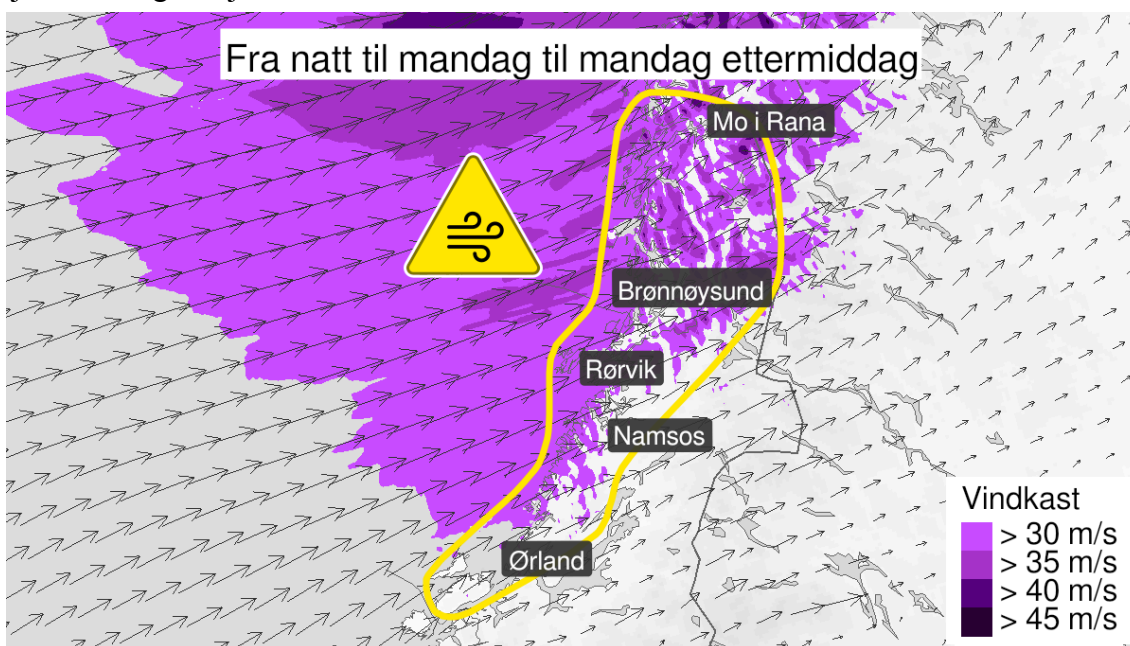 Fra natt til mandag til mandag ettermiddag
Mo i Rana
Brønnøysund
Rørvik
Namsos
Ørland
Vindkast
> 30 m/s
> 35 m/s
> 40 m/s
> 45 m/s